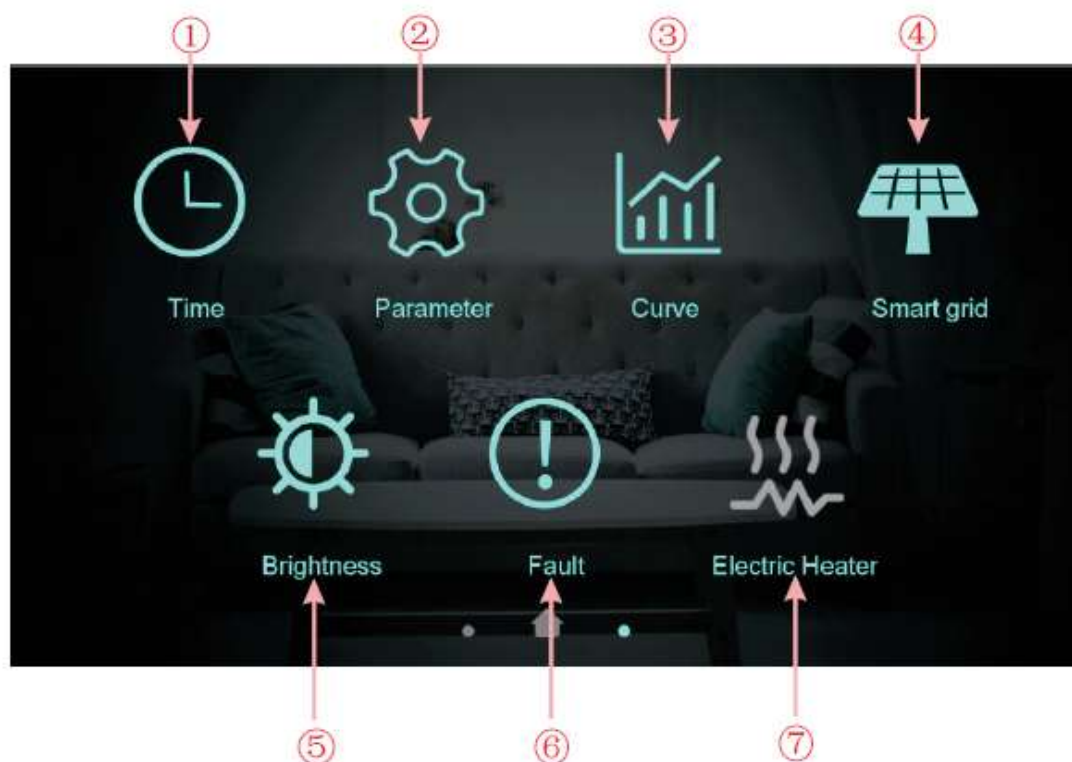 ① ② ③ ④
Time Parameter Curve Smart grid
Brightness Fault Electric Heater
⑤ ⑥ ⑦